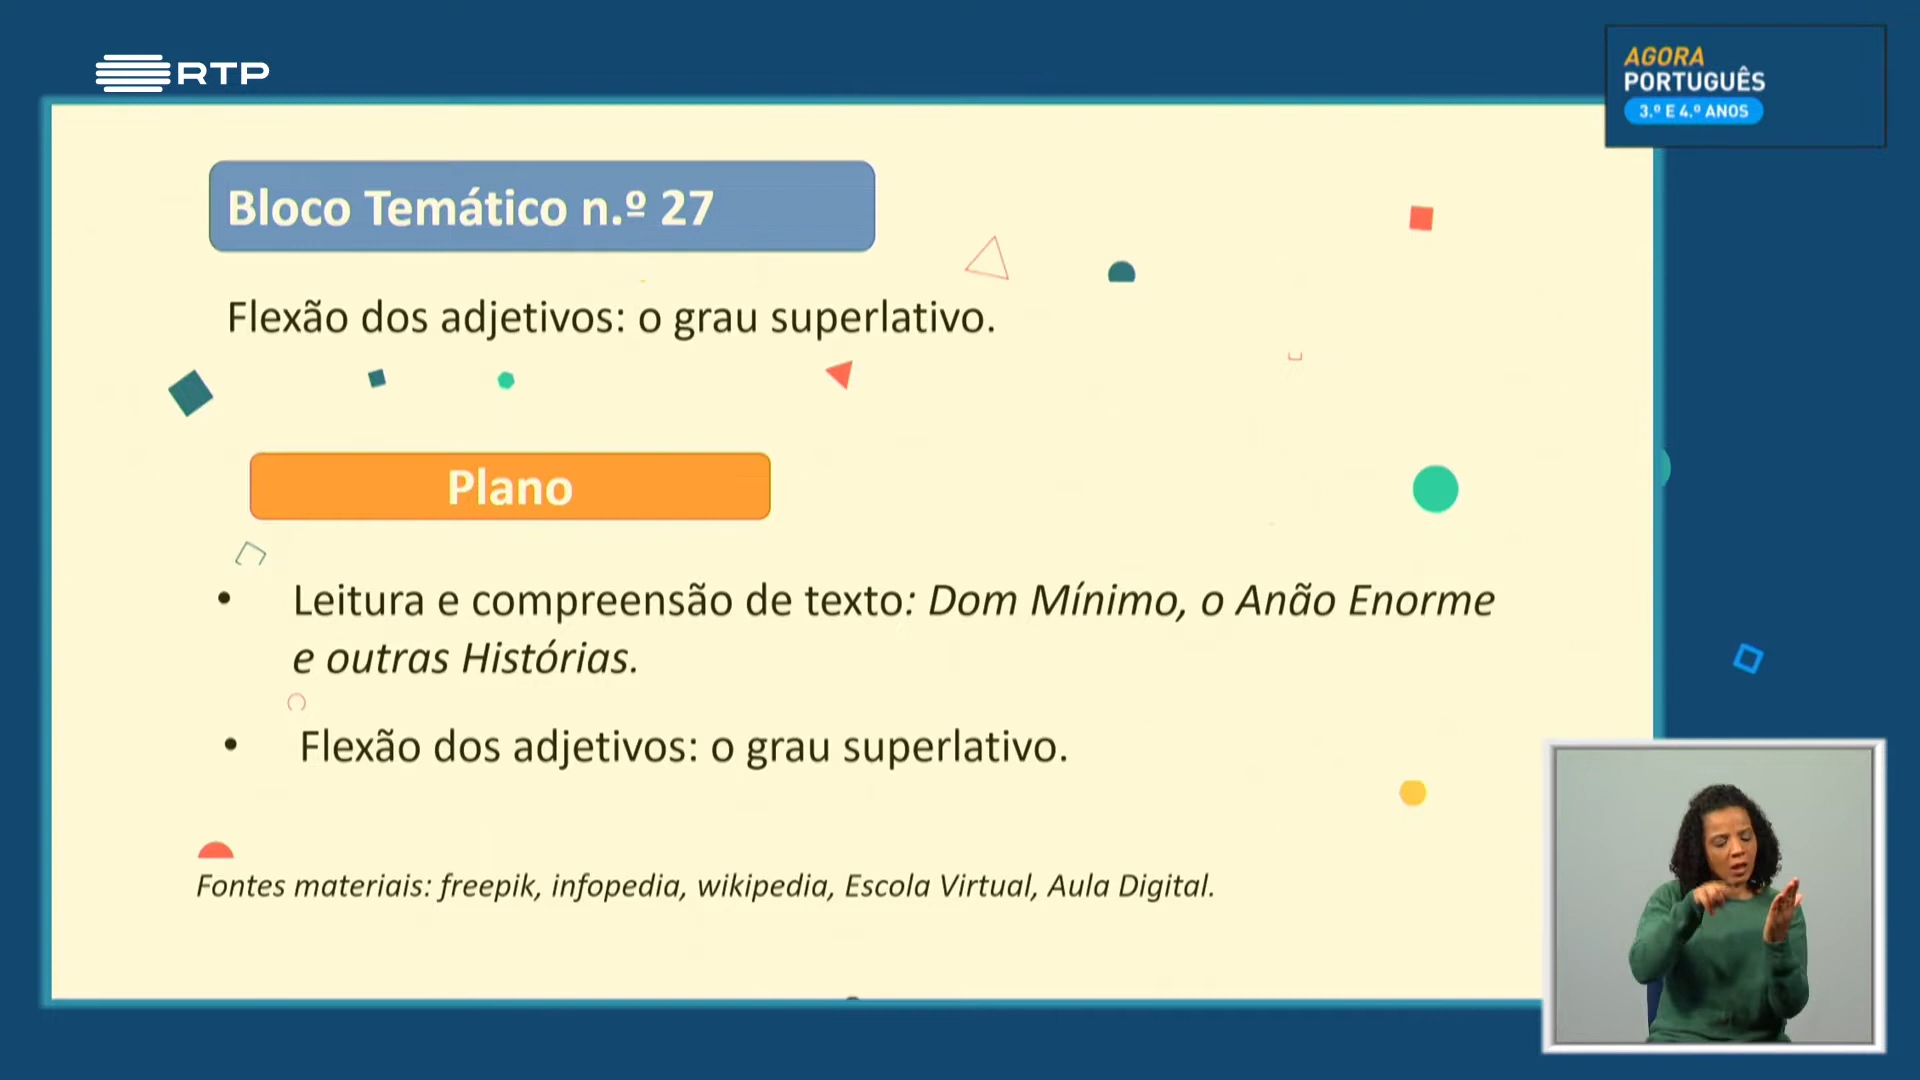 RTP
AGORA
PORTUGUÊS
3.º E 4.º ANOS
Bloco Temático n.º 27
Flexão dos adjetivos: o grau superlativo.
Plano
• Leitura e compreensão de texto: Dom Mínimo, o Anão Enorme
e outras Histórias.
• Flexão dos adjetivos: o grau superlativo.
Fontes materiais: freepik, infopedia, wikipedia, Escola Virtual, Aula Digital.